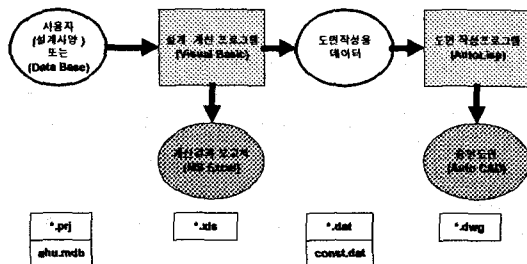 사용자
(설계사양)
또는
(Data Base)
설계 계산 프로그램
(Visual Basic)
도면작성용
데이터
도면 작성프로그램
(AutoLisp)
계산결과 보고서
(MS Excel)
승인도면
(Auto CAD)
*.prj
ahu.mdb
*.xls
*.dat
const.dat
*.dwg